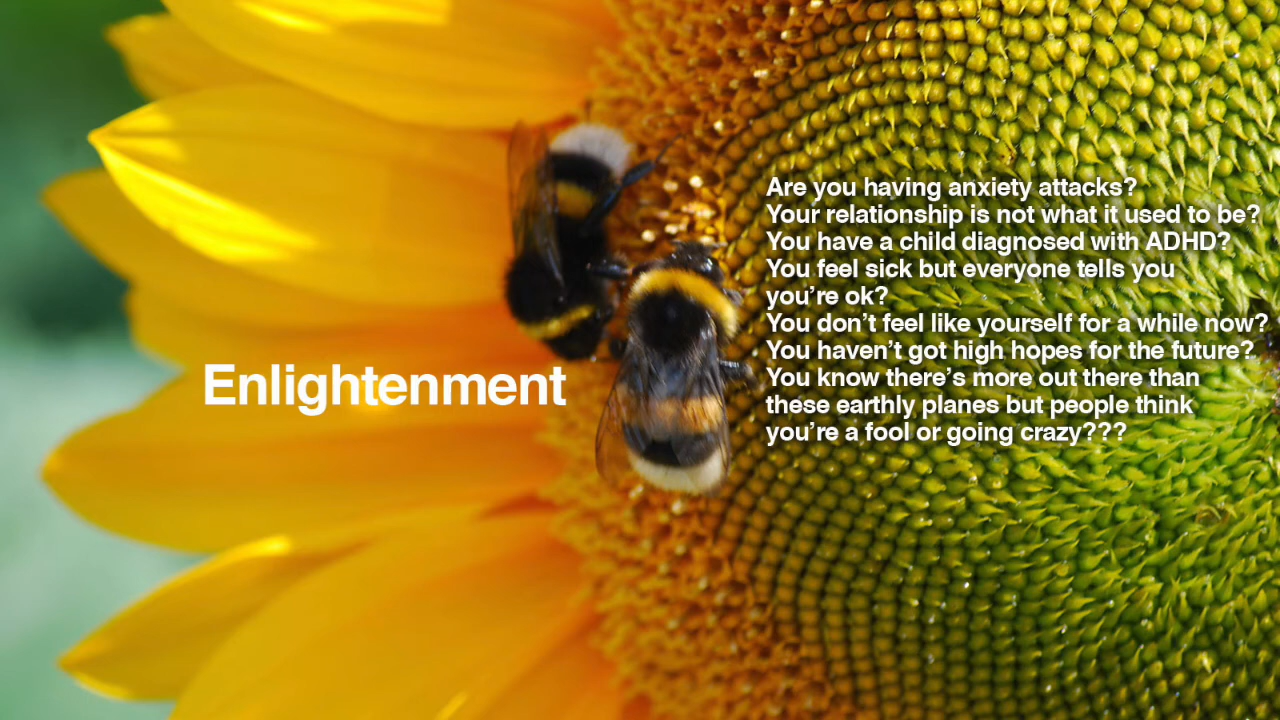 Enlightenment
Are you having anxiety attacks?
Your relationship is not what it used to be?
You have a child diagnosed with ADHD?
You feel sick but everyone tells you
you’re ok?
You don’t feel like yourself for a while now?
You haven’t got high hopes for the future?
You know there’s more out there than
these earthly planes but people think
you’re a fool or going crazy???